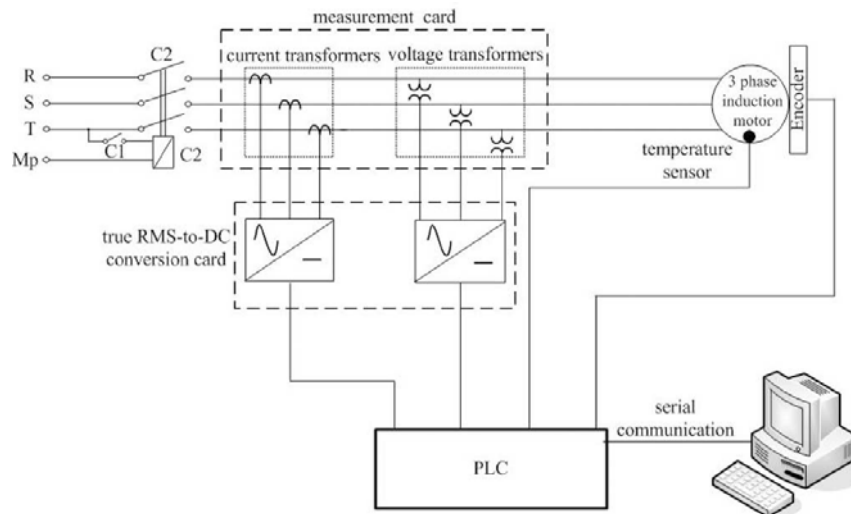 measurement card
C2
current transformers
voltage transformers
R
S
T
Mp
C1
C2
3 phase
induction
motor
Encoder
temperature
sensor
true RMS-to-DC
conversion card
serial
communication
PLC